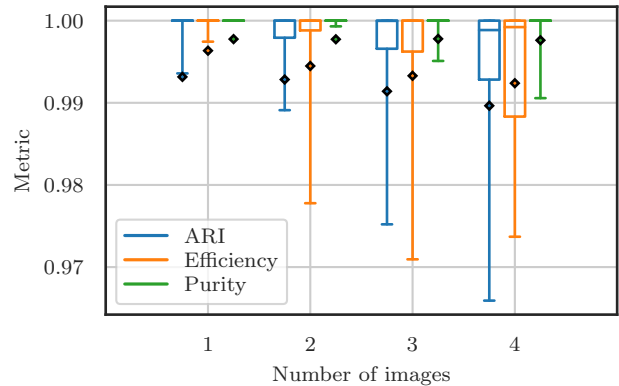 1.00
0.99
0.98
0.97
Metric
ARI
Efficiency
Purity
1 2 3 4
Number of images